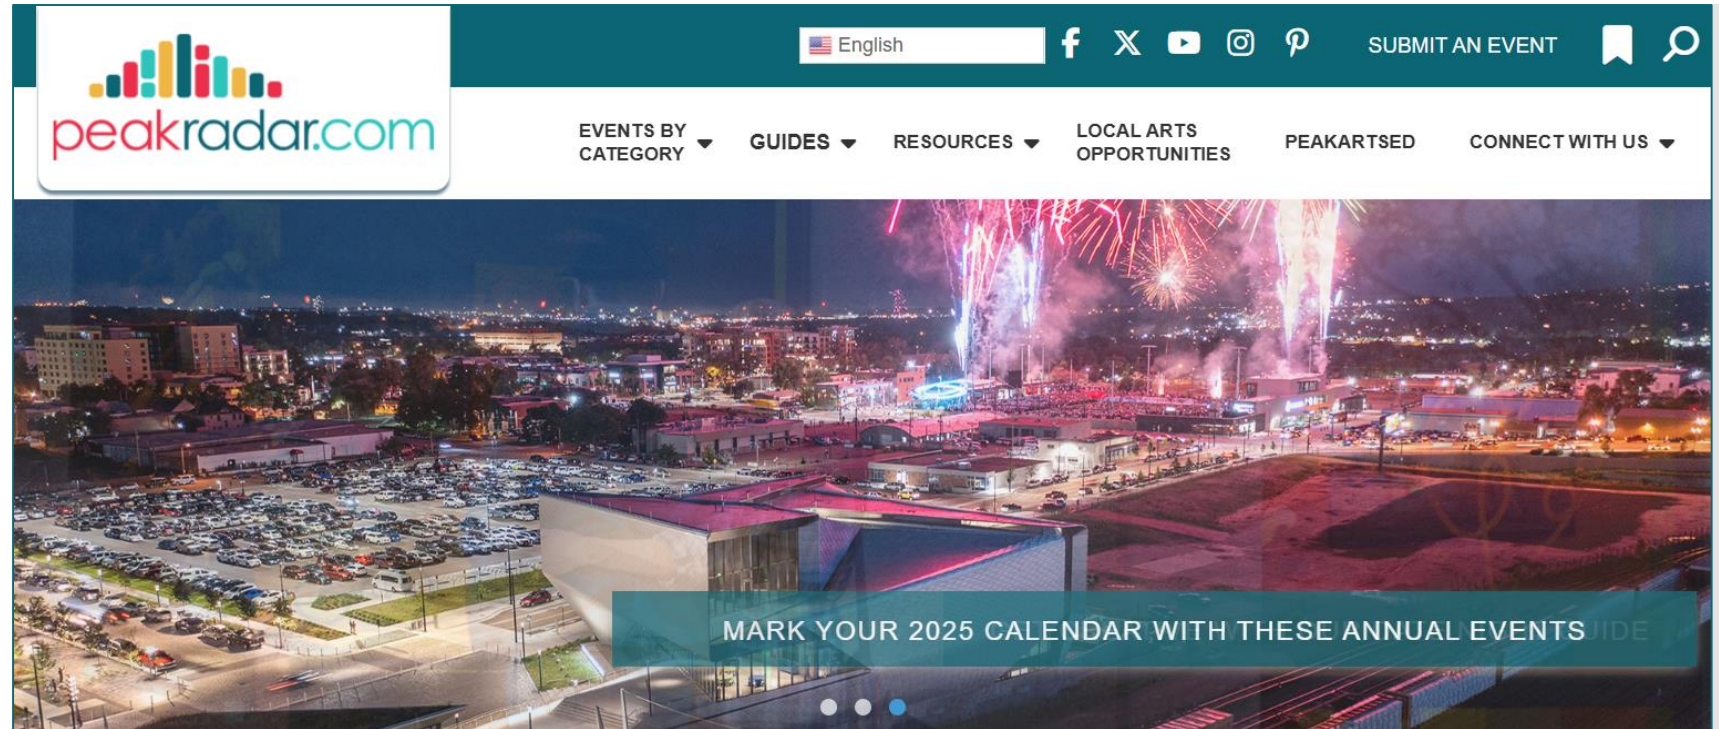 peakradar.com
English
SUBMIT AN EVENT
EVENTS BY
CATEGORY
GUIDES
RESOURCES
LOCAL ARTS
OPPORTUNITIES
PEAKARTSED
CONNECT WITH US
MARK YOUR 2025 CALENDAR WITH THESE ANNUAL EVENTS